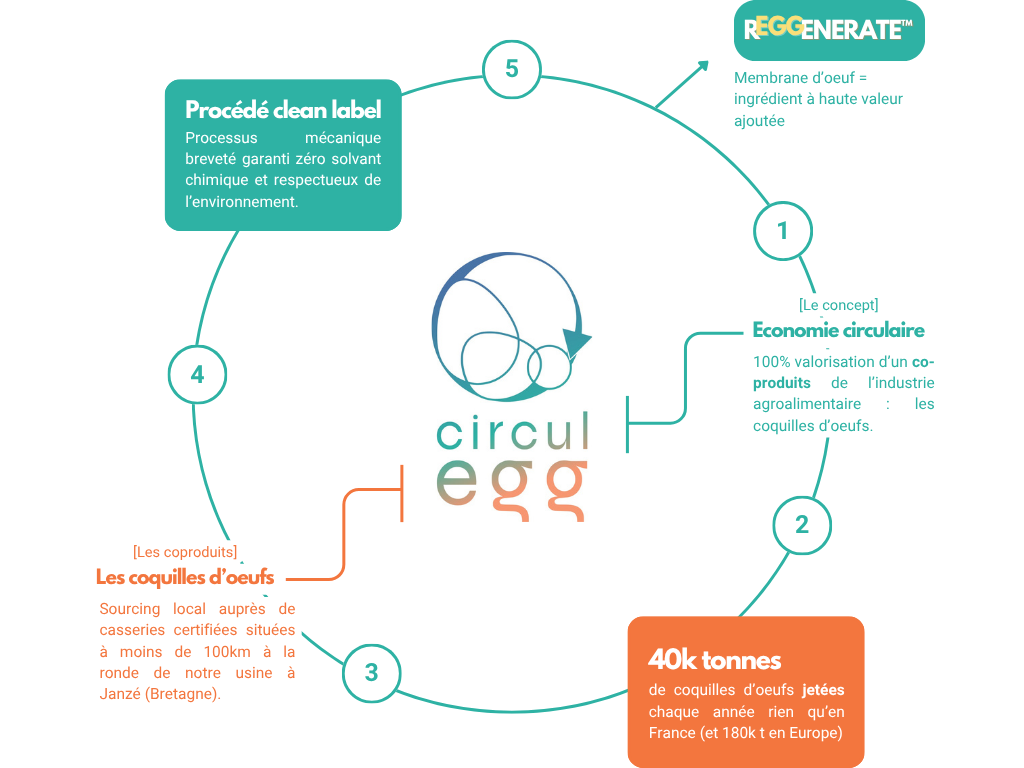 REGGENERATE™
Membrane d'oeuf =
ingrédient à haute valeur
ajoutée
5
Procédé clean label
Processus mécanique
breveté garanti zéro solvant
chimique et respectueux de
l'environnement.
1
[Le concept]
Economie circulaire
100% valorisation d'un co-
produits de l'industrie
agroalimentaire : les
coquilles d'oeufs.
4
circul
egg
2
[Les coproduits]
Les coquilles d'oeufs
Sourcing local auprès de
casseries certifiées situées
à moins de 100km à la
ronde de notre usine à
Janzé (Bretagne).
3
40k tonnes
de coquilles d'oeufs jetées
chaque année rien qu'en
France (et 180k t en Europe)